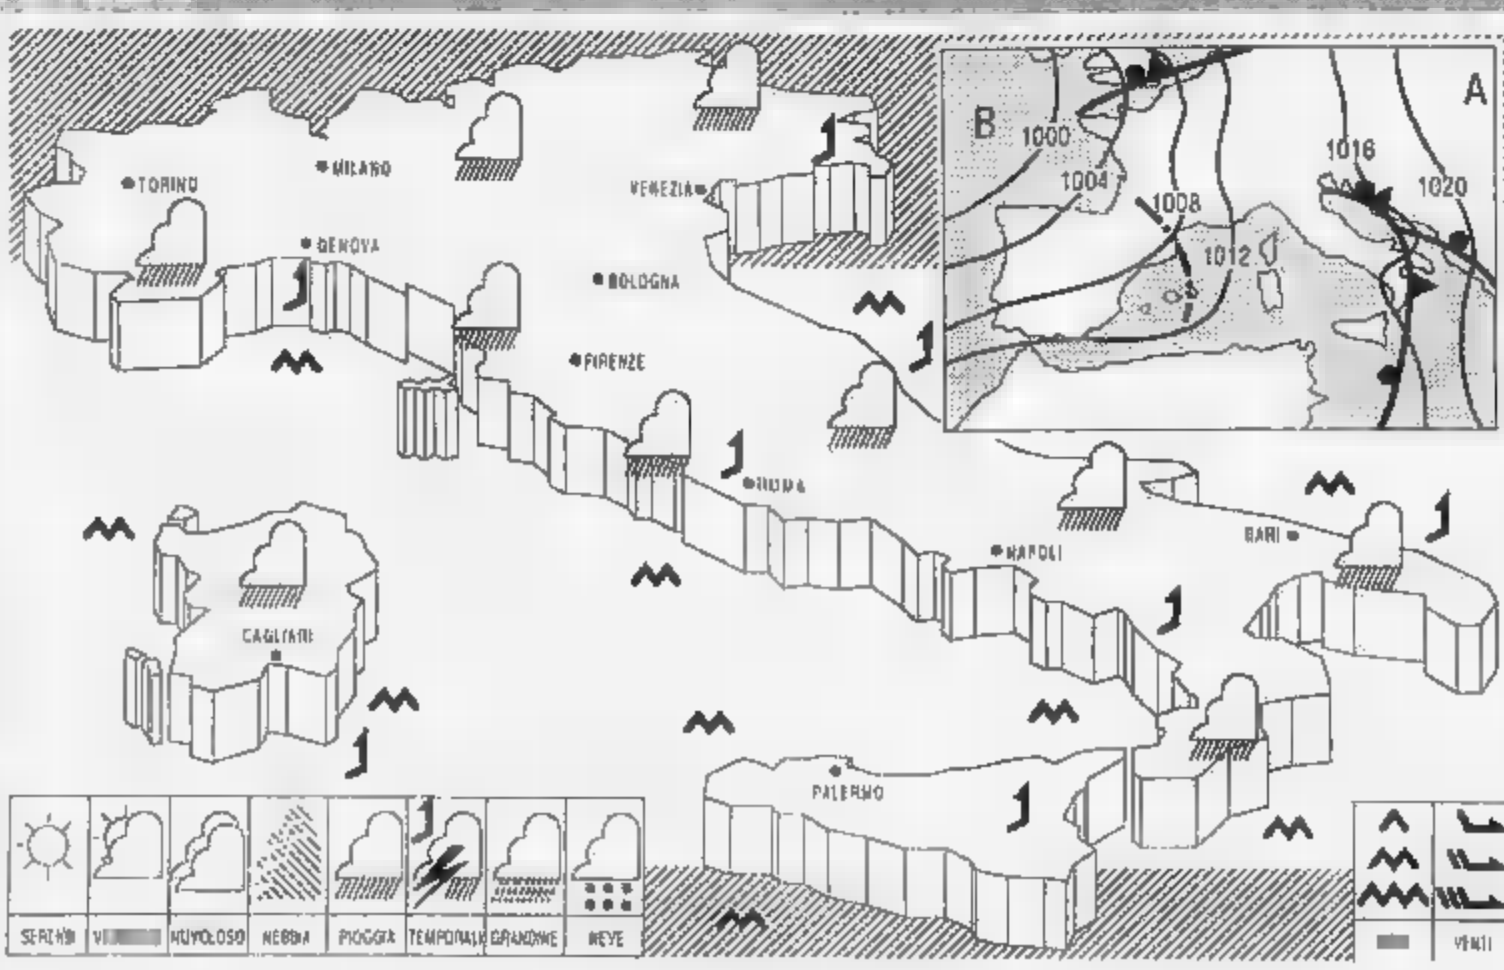 A
B
1000
1016
MILANO
1004
TORINO
VENEZIA
1020
1008
GENOVA
1012
BOLOGNA
FIRENZE
ROMA
BARI
NAPOLI
CAGLIARI
PALERMO
SERENO
NUVOLOSO
NEBBIA
PIOGGIA
TEMPORALE
GRANDINE
NEVE
VENTI